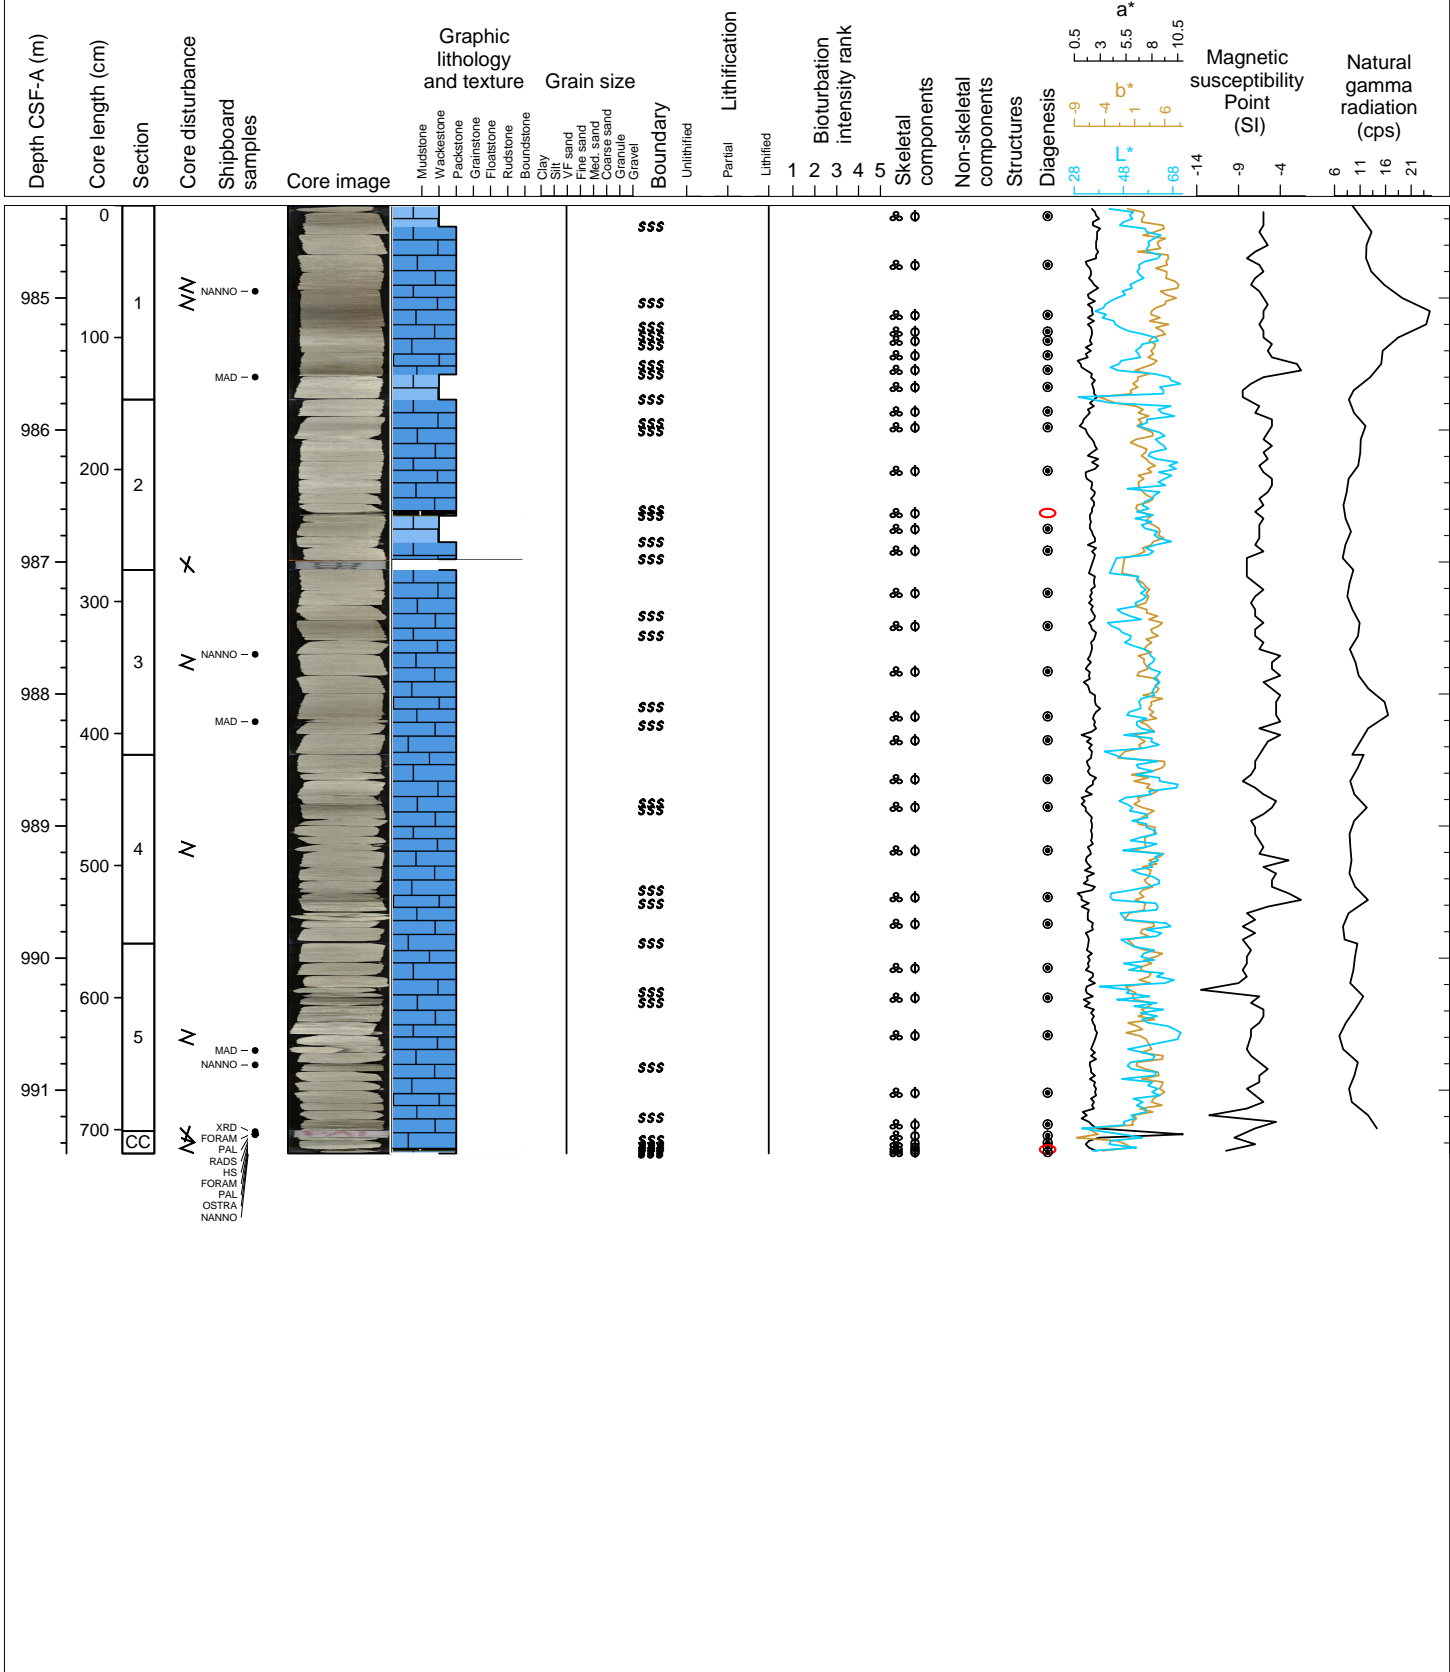 Depth CSF-A (m)
Core length (cm)
Section
Core disturbance
Shipboard
samples
Core image
Graphic
lithology
and texture
Mudstone
Wackestone
Packstone
Grainstone
Floatstone
Rudstone
Boundstone
Grain size
Clay
Silt
VF sand
Fine sand
Med. sand
Coarse sand
Granule
Gravel
Boundary
Lithification
Unlithified
Partial
Lithified
Bioturbation
intensity rank
1 2 3 4 5
Skeletal
components
Non-skeletal
components
Structures
Diagenesis
a*
0.5 3 5.5 8 10.5
b*
-9 -4 1 6
L*
28 48 68
Magnetic
susceptibility
Point
(SI)
-14 -9 -4
Natural
gamma
radiation
(cps)
6 11 16 21
0
985
1
NANNO
100
MAD
986
200
2
987
300
3
NANNO
988
MAD
400
989
4
500
990
600
5
MAD
NANNO
991
700
CC
XRD
FORAM
PAL
RADS
HS
FORAM
PAL
OSTRA
NANNO